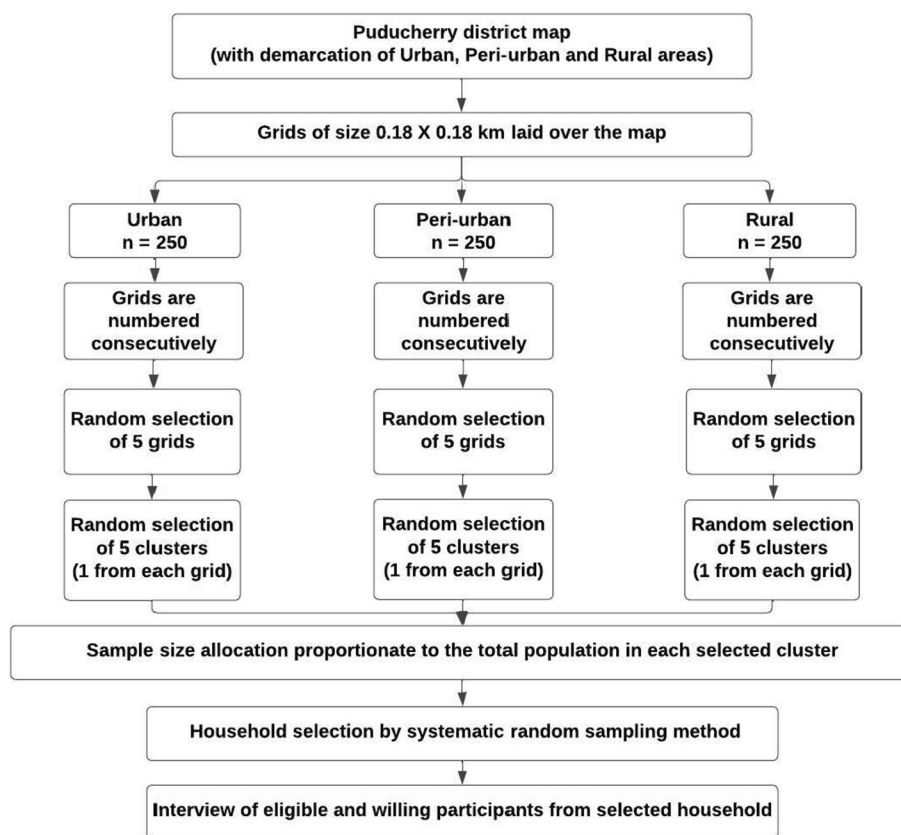 Puducherry district map
(with demarcation of Urban, Peri-urban and Rural areas)
Grids of size 0.18 X 0.18 km laid over the map
Urban
n = 250
Peri-urban
n = 250
Rural
n = 250
Grids are
numbered
consecutively
Grids are
numbered
consecutively
Grids are
numbered
consecutively
Random selection
of 5 grids
Random selection
of 5 grids
Random selection
of 5 grids
Random selection
of 5 clusters
(1 from each grid)
Random selection
of 5 clusters
(1 from each grid)
Random selection
of 5 clusters
(1 from each grid)
Sample size allocation proportionate to the total population in each selected cluster
Household selection by systematic random sampling method
Interview of eligible and willing participants from selected household